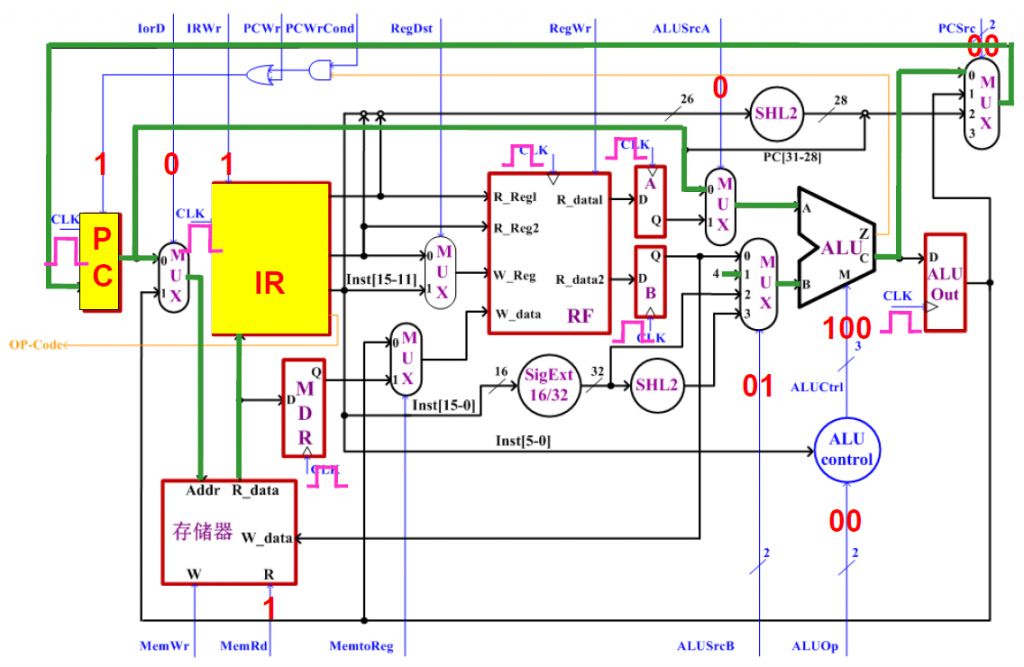 IorD IRWr PCWr PCWrCond RegDst RegWr ALUSrcA PCSrc 2
00
0 M U X
1
2
3
26 SHL2 28
PC[31-28]
0
1 0 1
CLK CLK CLK CLK
PC
0 M U X
1
IR
R_Reg1 R_data1
R_Reg2
W_Reg R_data2
W_data RF
Inst[15-11]
0 M U X
1
D A Q
D B Q
CLK
0 M U X
1
4
0 M U X
1
2
3
A Z
ALU C
B M
D ALU Out
CLK
100
3
ALUCtrl
OP-Code
Q
D MDR
CLK
0 M U X
1
16 SigExt 16/32 32 SHL2
Inst[15-0]
01
Inst[5-0]
ALU control
00
Addr R_data
存储器 W_data
W R
1
2 2
MemWr MemRd MemtoReg ALUSrcB ALUOp